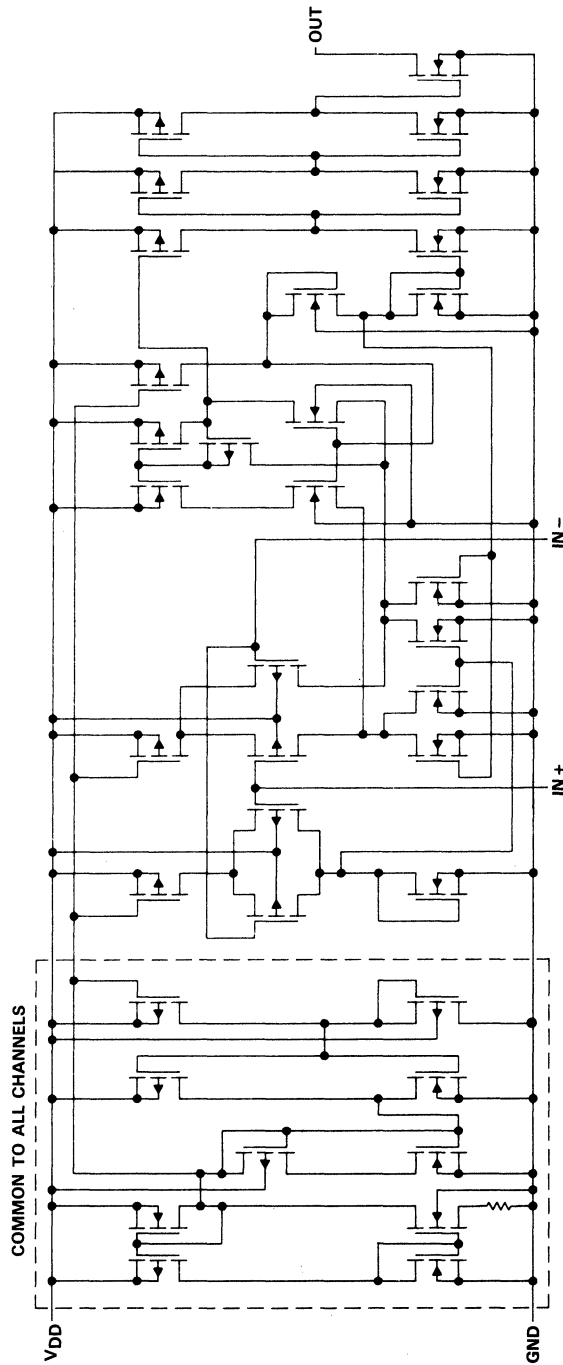 COMMON TO ALL CHANNELS
VDD
GND
IN+
IN−
OUT